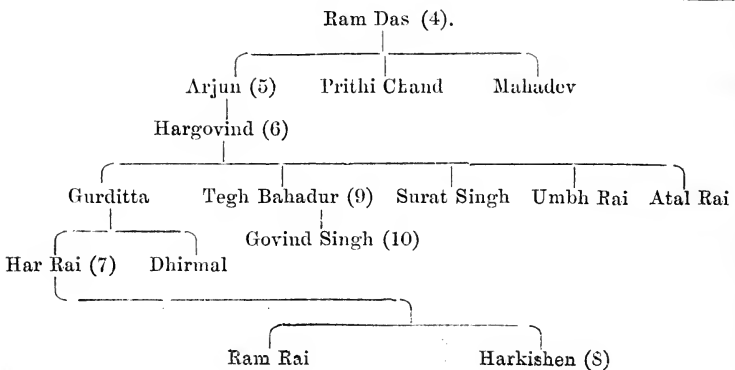 Ram Das (4).
Arjun (5) Prithi Chand Mahadev
Hargovind (6)
Gurditta Tegh Bahadur (9) Surat Singh Umbh Rai Atal Rai
Govind Singh (10)
Har Rai (7) Dhirmal
Ram Rai Harkishen (8)